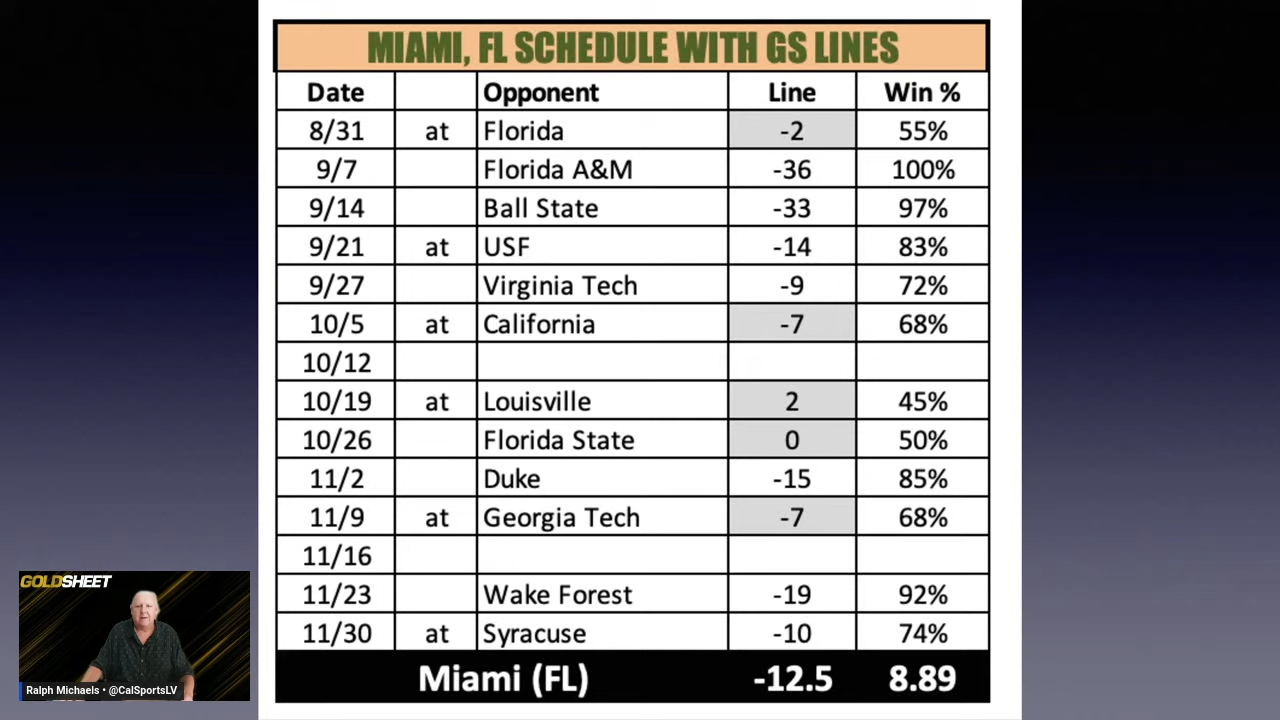 MIAMI, FL SCHEDULE WITH GS LINES
Date Opponent Line Win %
8/31 at Florida -2 55%
9/7 Florida A&M -36 100%
9/14 Ball State -33 97%
9/21 at USF -14 83%
9/27 Virginia Tech -9 72%
10/5 at California -7 68%
10/12
10/19 at Louisville 2 45%
10/26 Florida State 0 50%
11/2 Duke -15 85%
11/9 at Georgia Tech -7 68%
11/16
11/23 Wake Forest -19 92%
11/30 at Syracuse -10 74%
Miami (FL) -12.5 8.89
GOLDSHEET
Ralph Michaels • @CalSportsLV